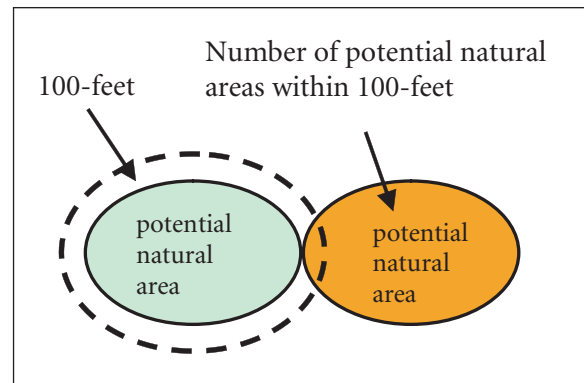 Number of potential natural
areas within 100-feet
100-feet
potential
natural
area
potential
natural
area